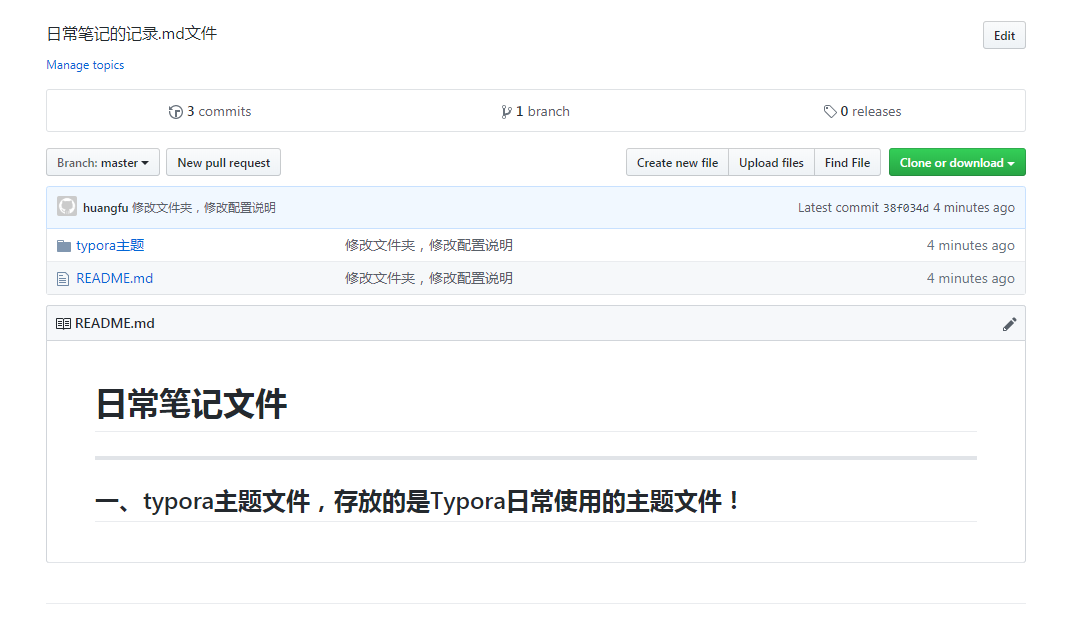 日常笔记的记录.md文件
Edit
Manage topics
3 commits
1 branch
0 releases
Branch: master
New pull request
Create new file
Upload files
Find File
Clone or download
huangfu 修改文件夹，修改配置说明
Latest commit 38f034d 4 minutes ago
typora主题
修改文件夹，修改配置说明
4 minutes ago
README.md
修改文件夹，修改配置说明
4 minutes ago
README.md
日常笔记文件
一、typora主题文件，存放的是Typora日常使用的主题文件！